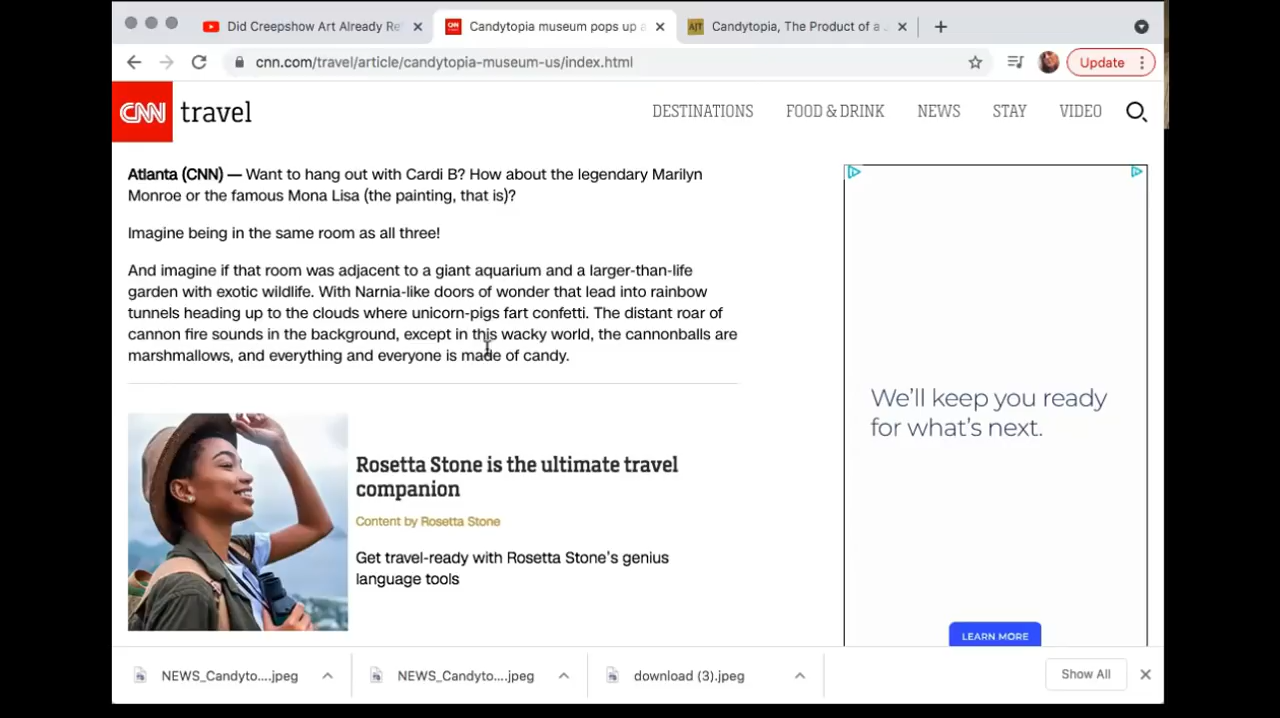 Did Creepshow Art Already Re
Candytopia museum pops up a
AJT Candytopia, The Product of a
cnn.com/travel/article/candytopia-museum-us/index.html
Update
CNN travel
DESTINATIONS FOOD & DRINK NEWS STAY VIDEO
Atlanta (CNN) — Want to hang out with Cardi B? How about the legendary Marilyn
Monroe or the famous Mona Lisa (the painting, that is)?
Imagine being in the same room as all three!
And imagine if that room was adjacent to a giant aquarium and a larger-than-life
garden with exotic wildlife. With Narnia-like doors of wonder that lead into rainbow
tunnels heading up to the clouds where unicorn-pigs fart confetti. The distant roar of
cannon fire sounds in the background, except in this wacky world, the cannonballs are
marshmallows, and everything and everyone is made of candy.
Rosetta Stone is the ultimate travel
companion
Content by Rosetta Stone
Get travel-ready with Rosetta Stone's genius
language tools
We'll keep you ready
for what's next.
LEARN MORE
NEWS_Candyto....jpeg
NEWS_Candyto....jpeg
download (3).jpeg
Show All